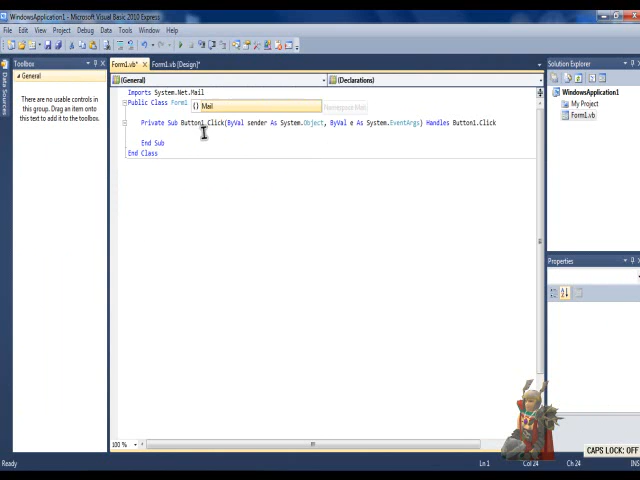 WindowsApplication1 - Microsoft Visual Basic 2010 Express
File Edit View Project Debug Data Tools Window Help
Data Sources
Toolbox
General
There are no usable controls in
this group. Drag an item onto this
text to add it to the toolbox.
Form1.vb* Form1.vb [Design]*
(General) (Declarations)
Imports System.Net.Mail
Public Class Form1
{} Mail
Namespace Mail
Private Sub Button1_Click(ByVal sender As System.Object, ByVal e As System.EventArgs) Handles Button1.Click
End Sub
End Class
100 %
Solution Explorer
WindowsApplication1
My Project
Form1.vb
Properties
CAPS LOCK: OFF
Ready Ln 1 Col 24 Ch 24 INS